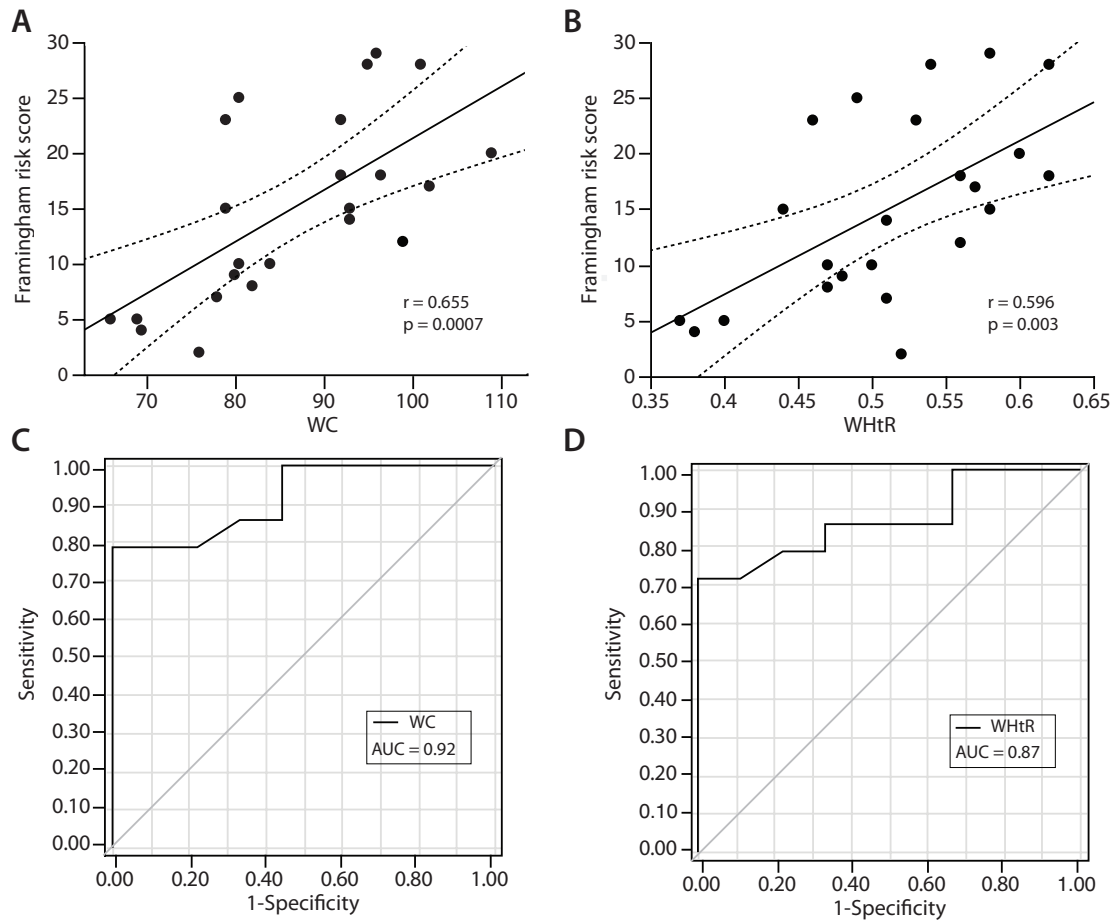 A
30
25
20
15
10
5
0
Framingham risk score
r = 0.655
p = 0.0007
70 80 90 100 110
WC
B
30
25
20
15
10
5
0
Framingham risk score
r = 0.596
p = 0.003
0.35 0.4 0.45 0.5 0.55 0.6 0.65
WHtR
C
1.00
0.90
0.80
0.70
0.60
0.50
0.40
0.30
0.20
0.10
0.00
Sensitivity
WC
AUC = 0.92
0.00 0.20 0.40 0.60 0.80 1.00
1-Specificity
D
1.00
0.90
0.80
0.70
0.60
0.50
0.40
0.30
0.20
0.10
0.00
Sensitivity
WHtR
AUC = 0.87
0.00 0.20 0.40 0.60 0.80 1.00
1-Specificity